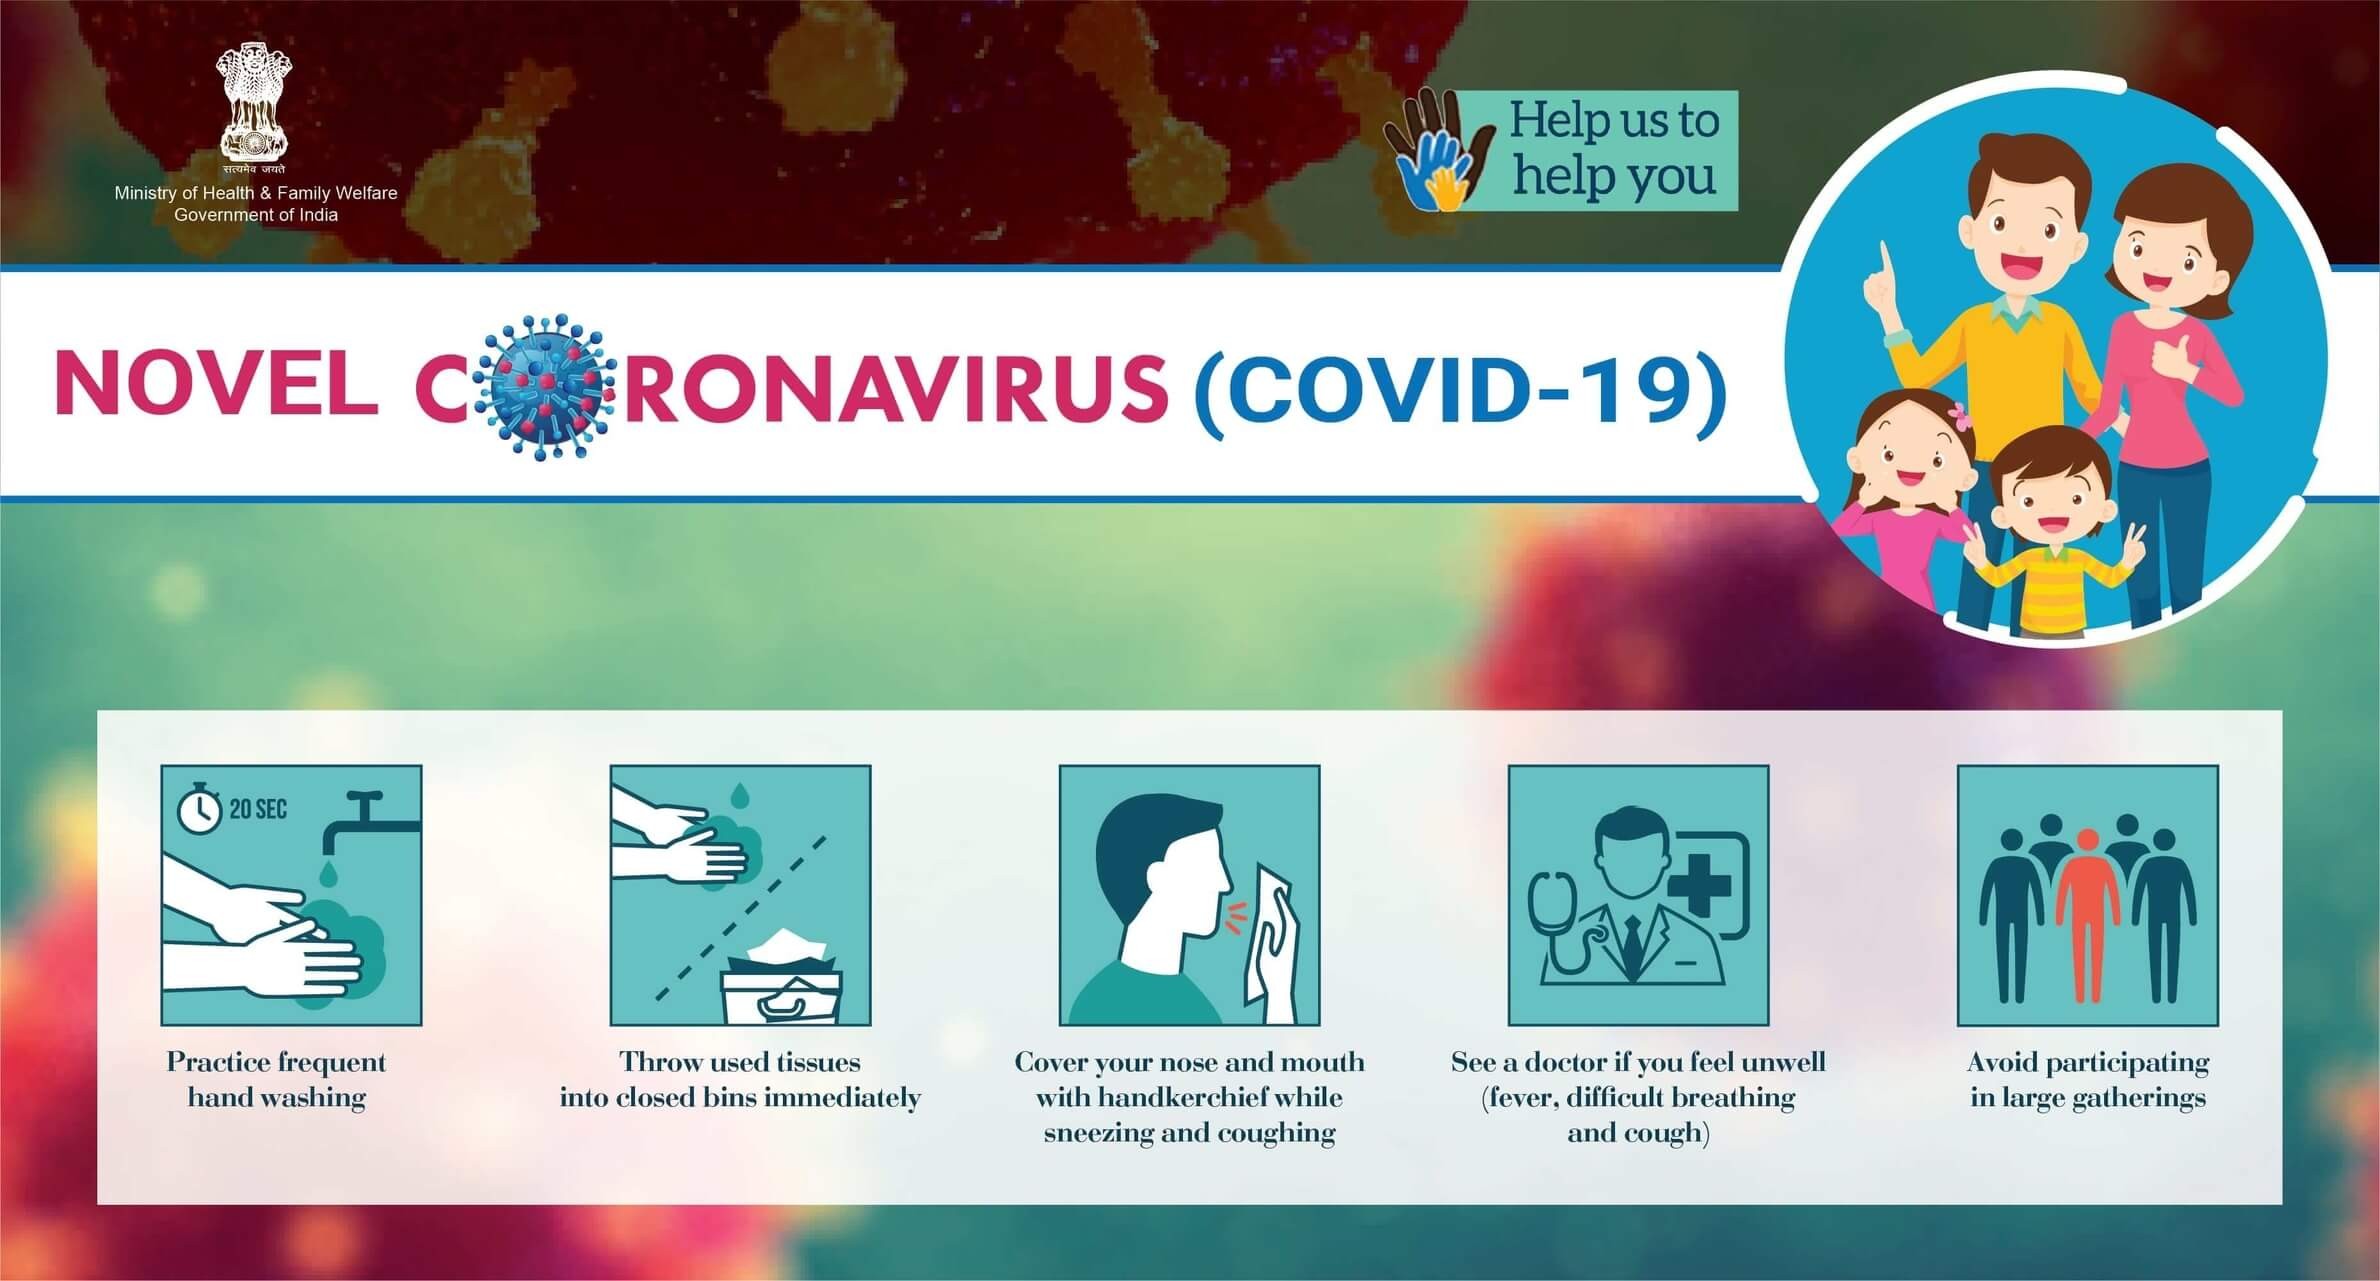 सत्यमेव जयते
Ministry of Health & Family Welfare
Government of India
Help us to
help you
NOVEL CORONAVIRUS (COVID-19)
20 SEC
Practice frequent
hand washing
Throw used tissues
into closed bins immediately
Cover your nose and mouth
with handkerchief while
sneezing and coughing
See a doctor if you feel unwell
(fever, difficult breathing
and cough)
Avoid participating
in large gatherings